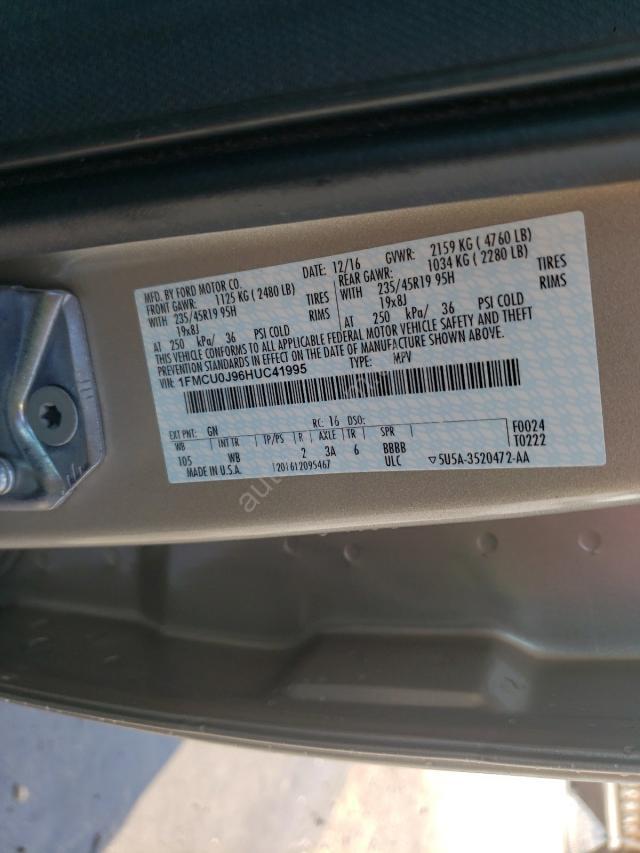 MFD. BY FORD MOTOR CO.
DATE: 12/16 GVWR: 2159 KG ( 4760 LB)
FRONT GAWR: 1125 KG ( 2480 LB) REAR GAWR: 1034 KG ( 2280 LB)
WITH 235/45R19 95H TIRES WITH 235/45R19 95H TIRES
19x8J RIMS 19x8J RIMS
AT 250 kPa/ 36 PSI COLD AT 250 kPa/ 36 PSI COLD
THIS VEHICLE CONFORMS TO ALL APPLICABLE FEDERAL MOTOR VEHICLE SAFETY AND THEFT
PREVENTION STANDARDS IN EFFECT ON THE DATE OF MANUFACTURE SHOWN ABOVE.
VIN: 1FMCU0J96HUC41995 TYPE: MPV
EXT PNT: GN RC: 16 DSO: F0024
WB INT TR TP/PS R AXLE TR SPR T0222
105 WB 2 3A 6 BBBB
MADE IN U.S.A. 201612095467 ULC 5U5A-3520472-AA